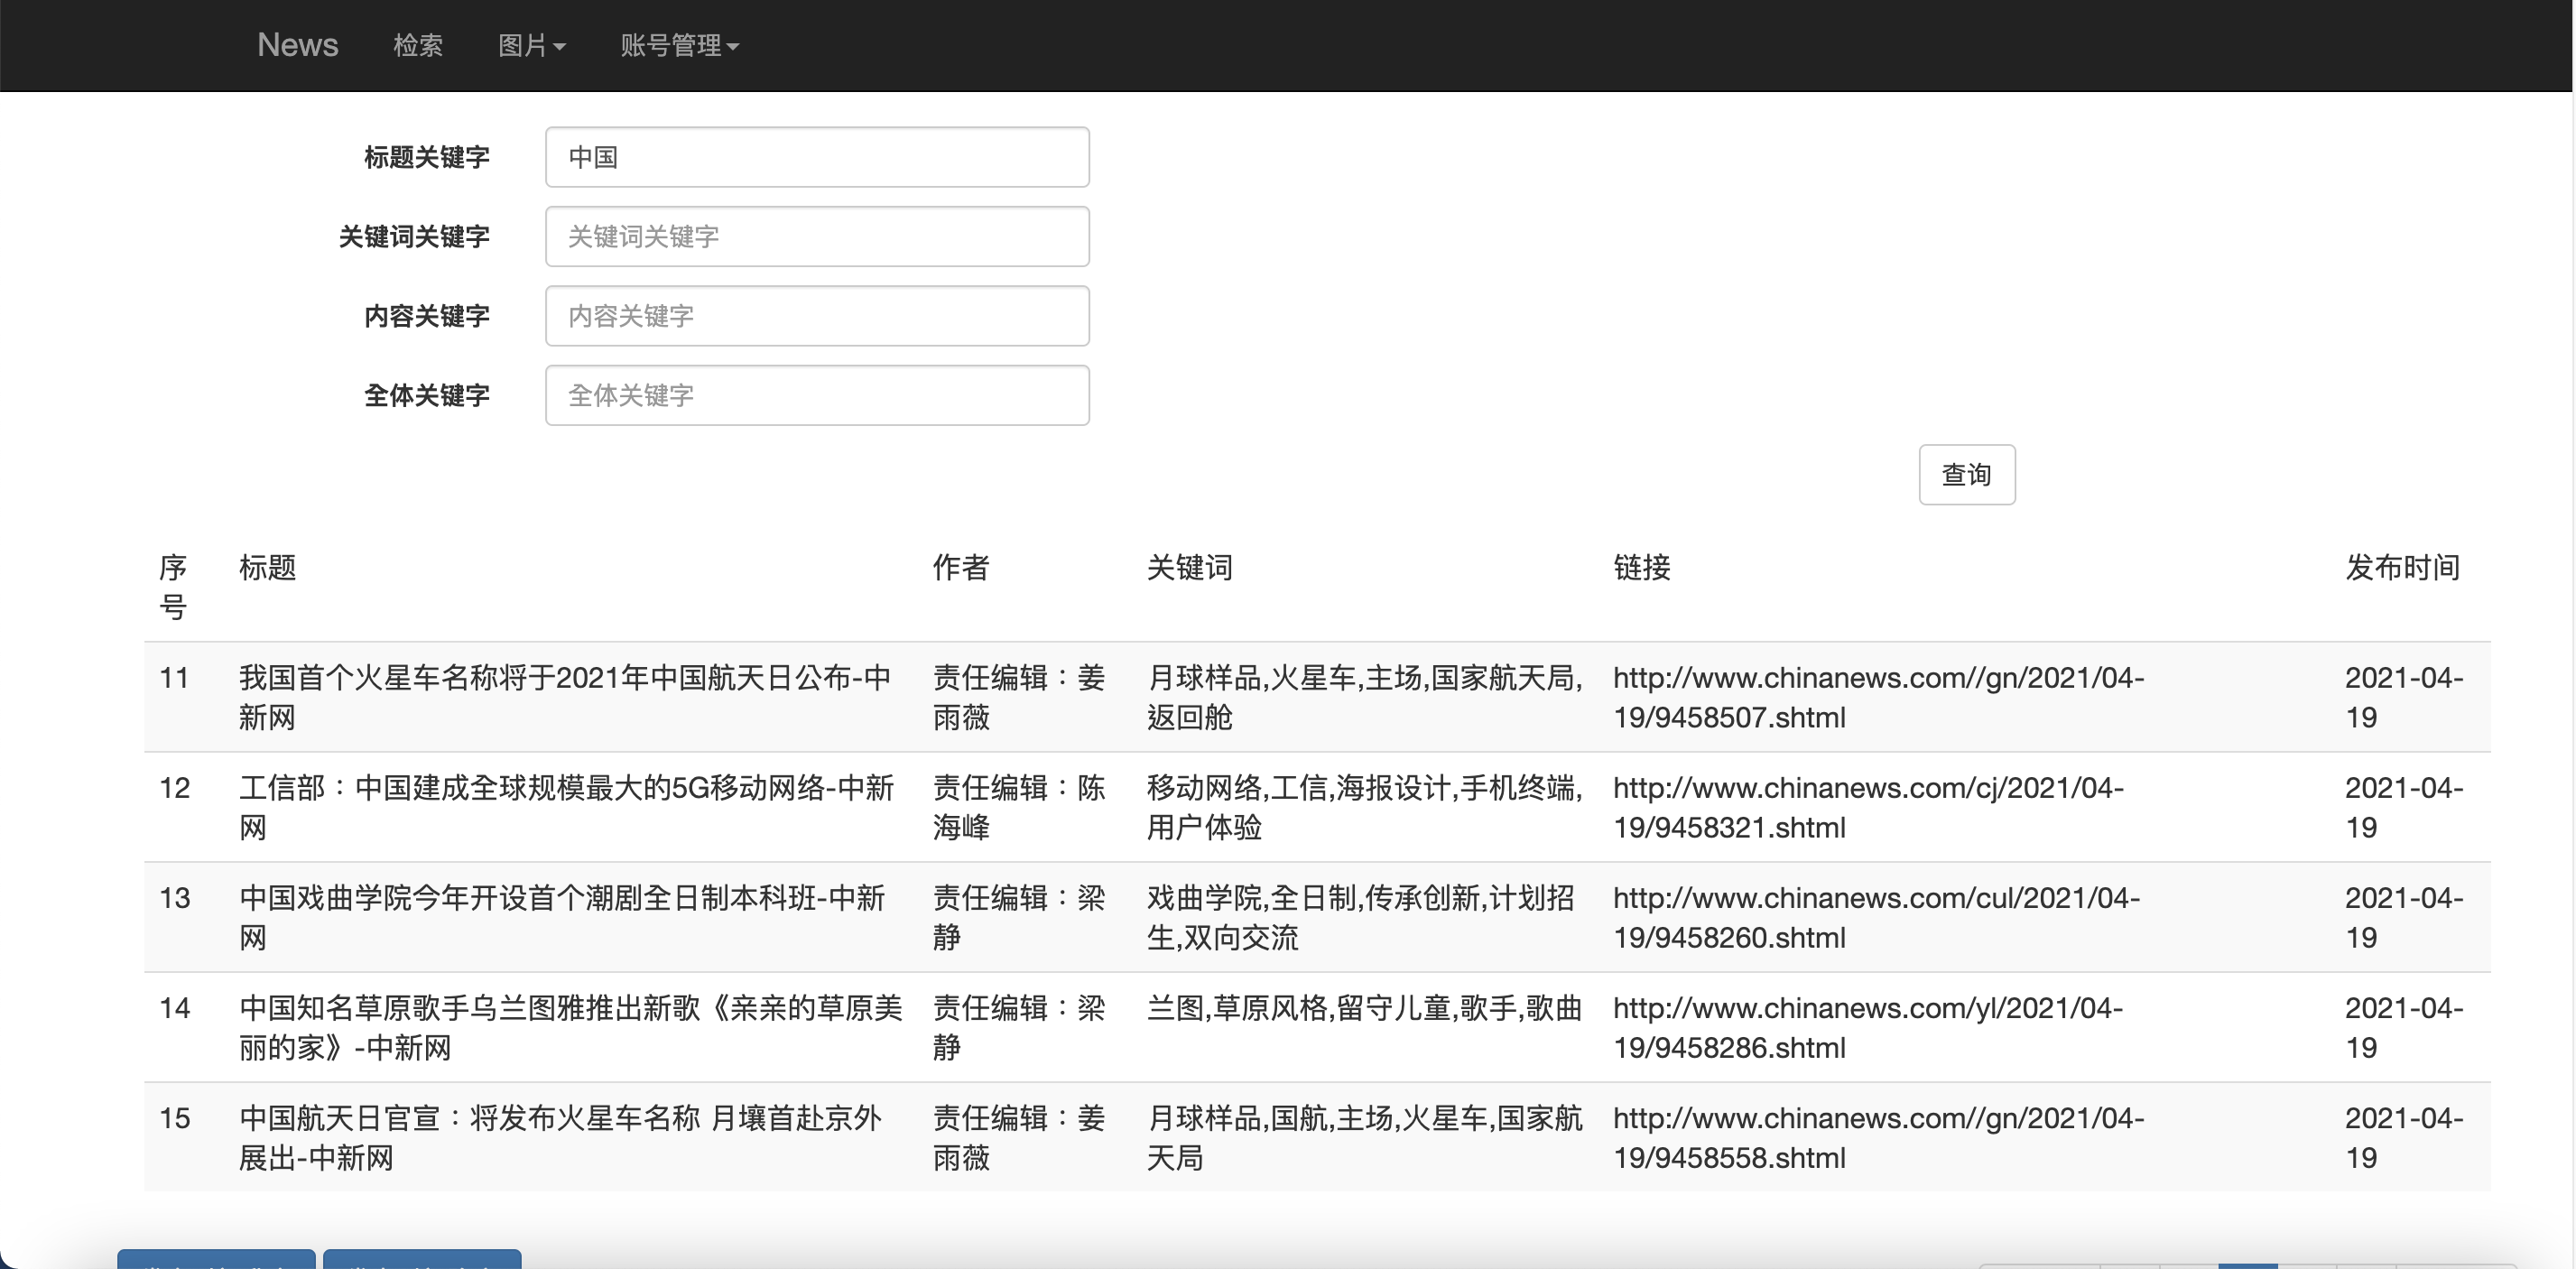 News 检索 图片 账号管理
标题关键字 中国
关键词关键字 关键词关键字
内容关键字 内容关键字
全体关键字 全体关键字
查询
序号 标题 作者 关键词 链接 发布时间
11 我国首个火星车名称将于2021年中国航天日公布-中 责任编辑：姜 月球样品,火星车,主场,国家航天局, http://www.chinanews.com//gn/2021/04- 2021-04-
新网 雨薇 返回舱 19/9458507.shtml 19
12 工信部：中国建成全球规模最大的5G移动网络-中新 责任编辑：陈 移动网络,工信,海报设计,手机终端, http://www.chinanews.com/cj/2021/04- 2021-04-
网 海峰 用户体验 19/9458321.shtml 19
13 中国戏曲学院今年开设首个潮剧全日制本科班-中新 责任编辑：梁 戏曲学院,全日制,传承创新,计划招 http://www.chinanews.com/cul/2021/04- 2021-04-
网 静 生,双向交流 19/9458260.shtml 19
14 中国知名草原歌手乌兰图雅推出新歌《亲亲的草原美 责任编辑：梁 兰图,草原风格,留守儿童,歌手,歌曲 http://www.chinanews.com/yl/2021/04- 2021-04-
丽的家》-中新网 静 19/9458286.shtml 19
15 中国航天日官宣：将发布火星车名称 月壤首赴京外 责任编辑：姜 月球样品,国航,主场,火星车,国家航 http://www.chinanews.com//gn/2021/04- 2021-04-
展出-中新网 雨薇 天局 19/9458558.shtml 19